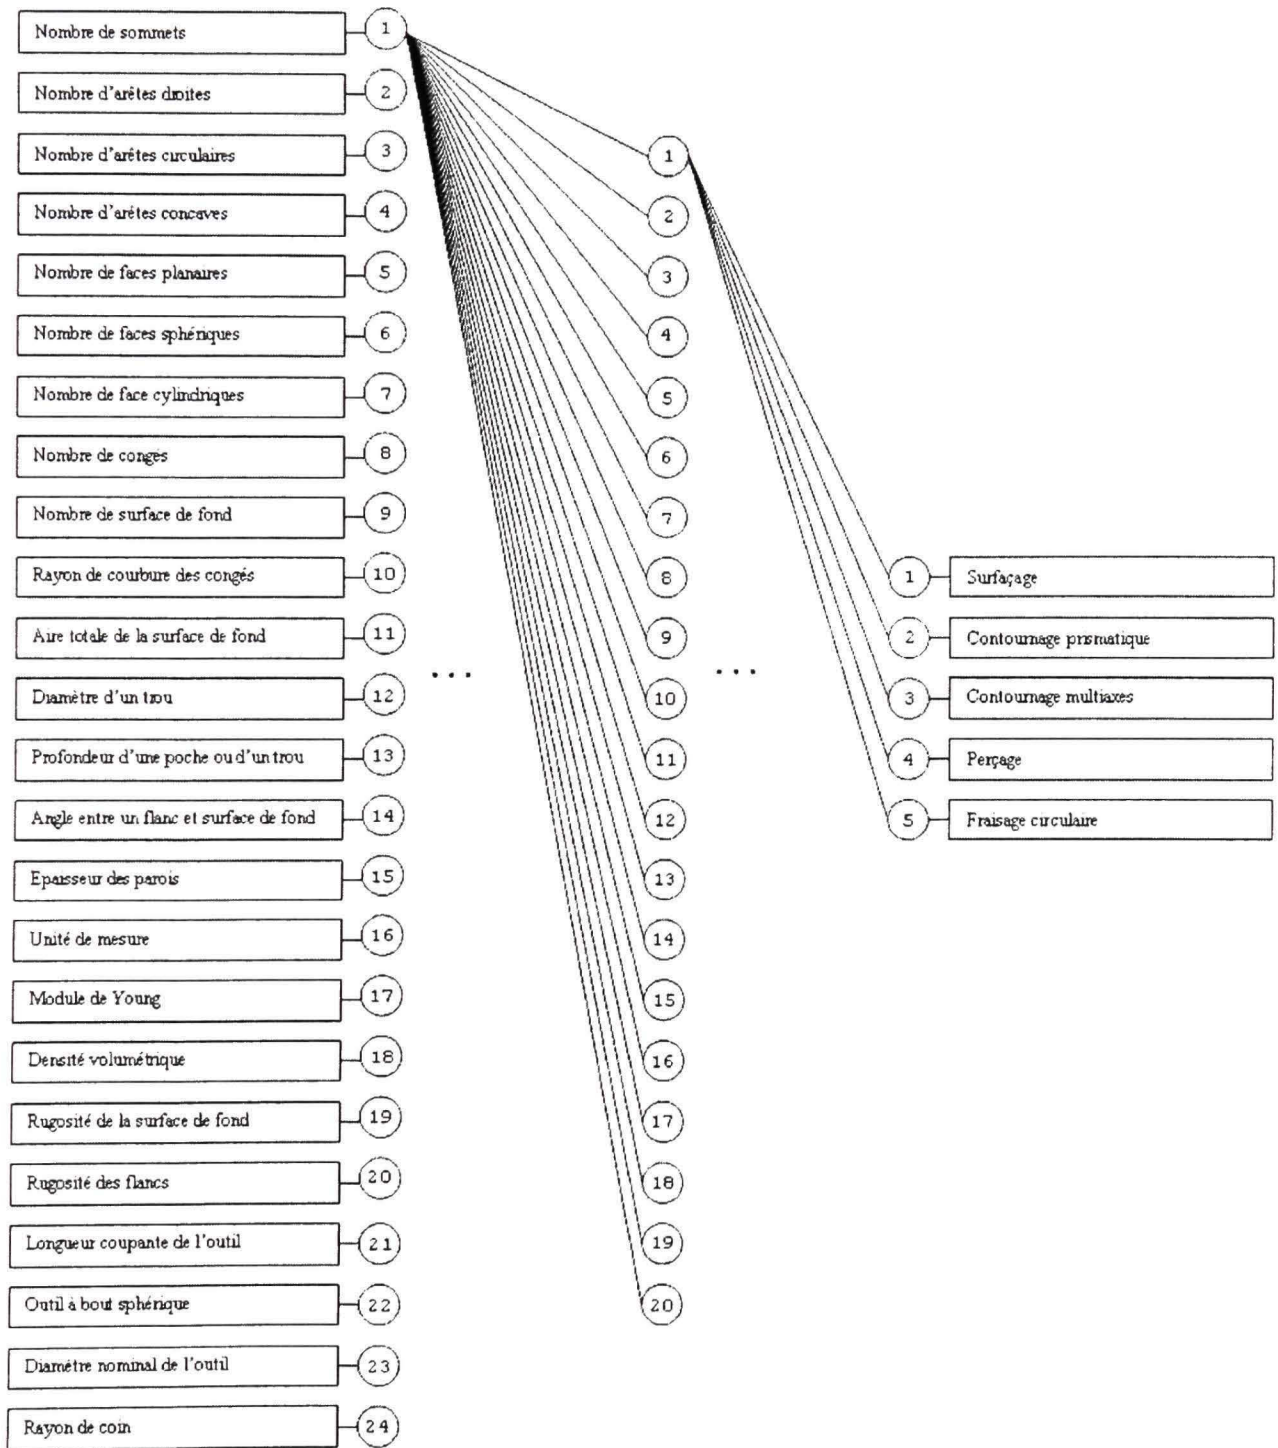 Nombre de sommets 1
Nombre d'arêtes droites 2
Nombre d'arêtes circulaires 3
Nombre d'arêtes concaves 4
Nombre de faces planaires 5
Nombre de faces sphériques 6
Nombre de face cylindriques 7
Nombre de congés 8
Nombre de surface de fond 9
Rayon de courbure des congés 10
Aire totale de la surface de fond 11
Diamètre d'un trou 12
Profondeur d'une poche ou d'un trou 13
Angle entre un flanc et surface de fond 14
Epaisseur des parois 15
Unité de mesure 16
Module de Young 17
Densité volumétrique 18
Rugosité de la surface de fond 19
Rugosité des flancs 20
Longueur coupante de l'outil 21
Outil à bout sphérique 22
Diamétre nominal de l'outil 23
Rayon de coin 24
...
1
2
3
4
5
6
7
8
9
10
11
12
13
14
15
16
17
18
19
20
...
1 Surfaçage
2 Contournage prismatique
3 Contournage multiaxes
4 Perçage
5 Fraisage circulaire